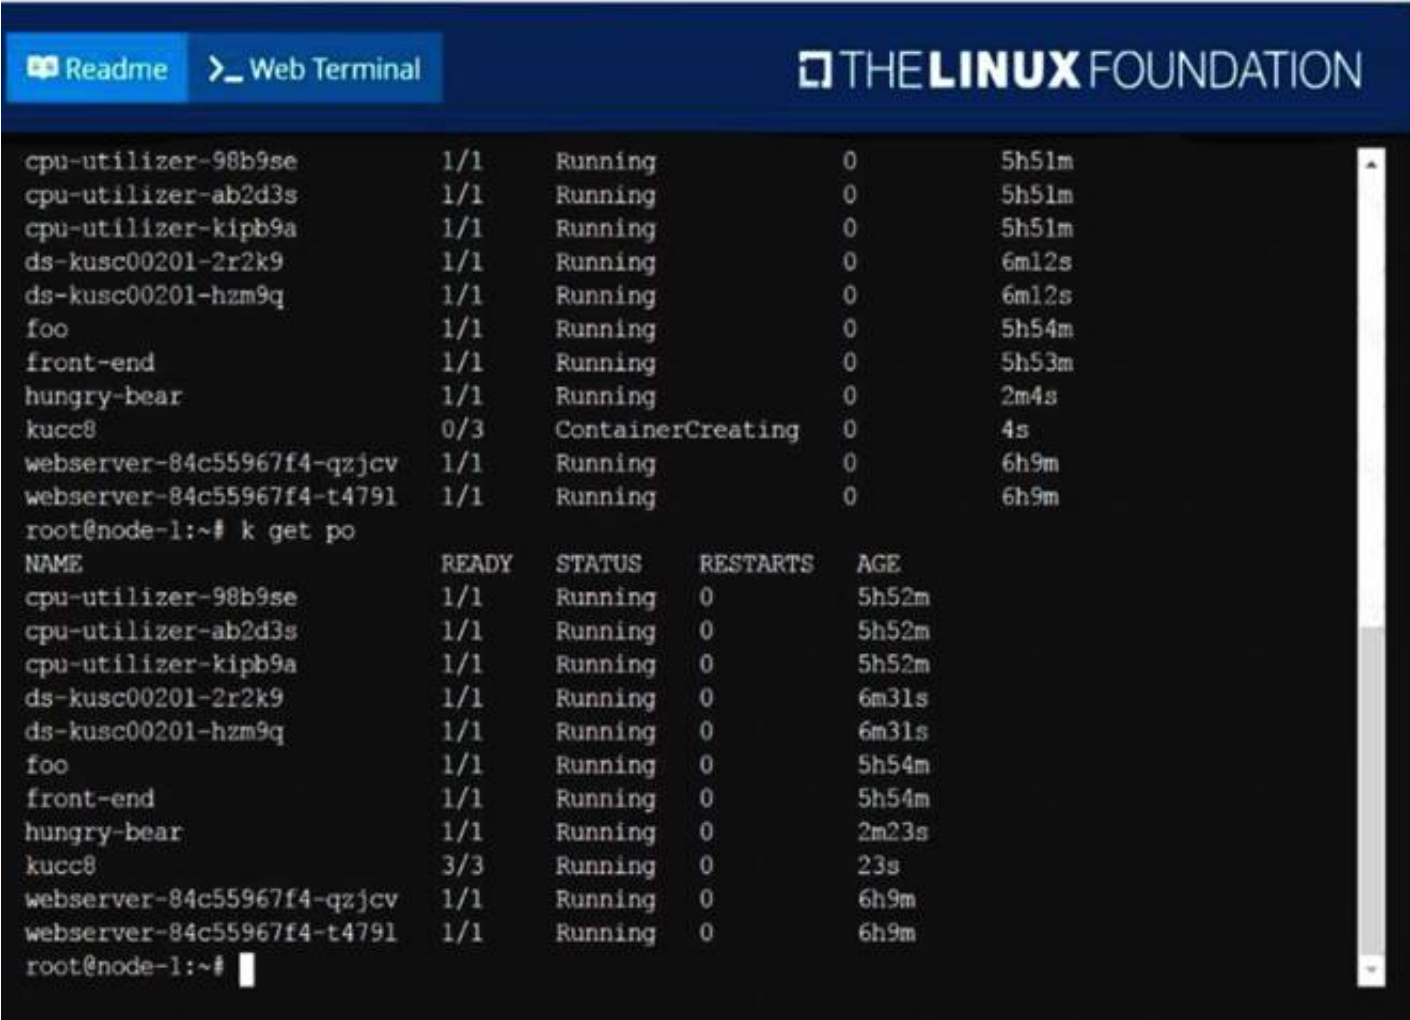 Readme
Web Terminal
THE LINUX FOUNDATION
cpu-utilizer-98b9se 1/1 Running 0 5h51m
cpu-utilizer-ab2d3s 1/1 Running 0 5h51m
cpu-utilizer-kipb9a 1/1 Running 0 5h51m
ds-kusc00201-2r2k9 1/1 Running 0 6m12s
ds-kusc00201-hzm9q 1/1 Running 0 6m12s
foo 1/1 Running 0 5h54m
front-end 1/1 Running 0 5h53m
hungry-bear 1/1 Running 0 2m4s
kucc8 0/3 ContainerCreating 0 4s
webserver-84c55967f4-qzjcv 1/1 Running 0 6h9m
webserver-84c55967f4-t479l 1/1 Running 0 6h9m
root@node-1:~# k get po
NAME READY STATUS RESTARTS AGE
cpu-utilizer-98b9se 1/1 Running 0 5h52m
cpu-utilizer-ab2d3s 1/1 Running 0 5h52m
cpu-utilizer-kipb9a 1/1 Running 0 5h52m
ds-kusc00201-2r2k9 1/1 Running 0 6m31s
ds-kusc00201-hzm9q 1/1 Running 0 6m31s
foo 1/1 Running 0 5h54m
front-end 1/1 Running 0 5h54m
hungry-bear 1/1 Running 0 2m23s
kucc8 3/3 Running 0 23s
webserver-84c55967f4-qzjcv 1/1 Running 0 6h9m
webserver-84c55967f4-t479l 1/1 Running 0 6h9m
root@node-1:~#